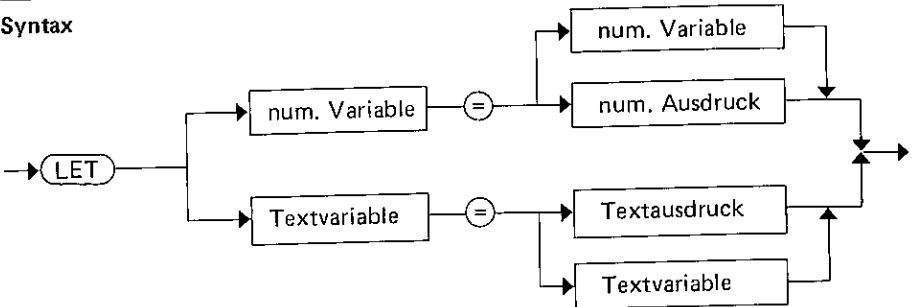 Syntax
num. Variable
num. Variable
=
num. Ausdruck
LET
Textvariable
=
Textausdruck
Textvariable